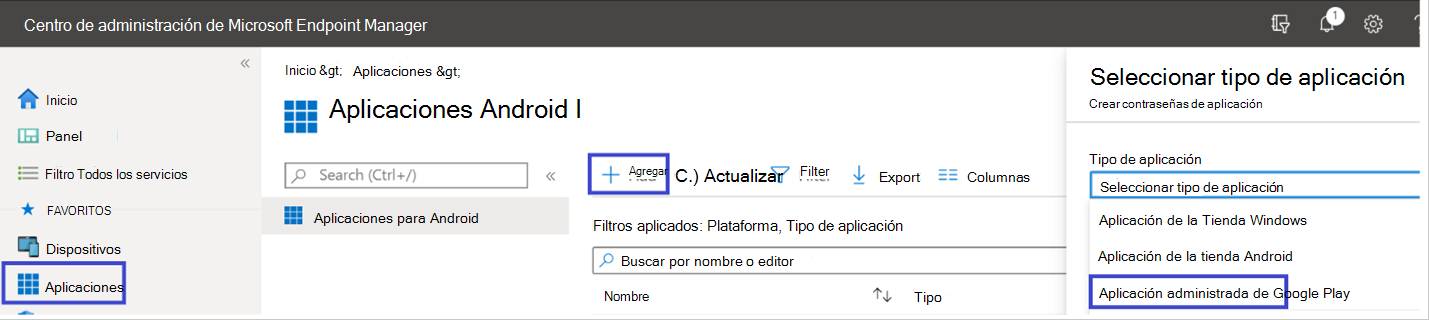 Centro de administración de Microsoft Endpoint Manager
1
«
Inicio
Panel
Filtro Todos los servicios
FAVORITOS
Dispositivos
Aplicaciones
Inicio &gt; Aplicaciones &gt;
Aplicaciones Android I
Search (Ctrl+/)
«
Aplicaciones para Android
Agregar C.) Actualizar Filter Export Columns
Filtros aplicados: Plataforma, Tipo de aplicación
Buscar por nombre o editor
Nombre ↑↓ Tipo
Seleccionar tipo de aplicación
Crear contraseñas de aplicación
Tipo de aplicación
Seleccionar tipo de aplicación
Aplicación de la Tienda Windows
Aplicación de la tienda Android
Aplicación administrada de Google Play